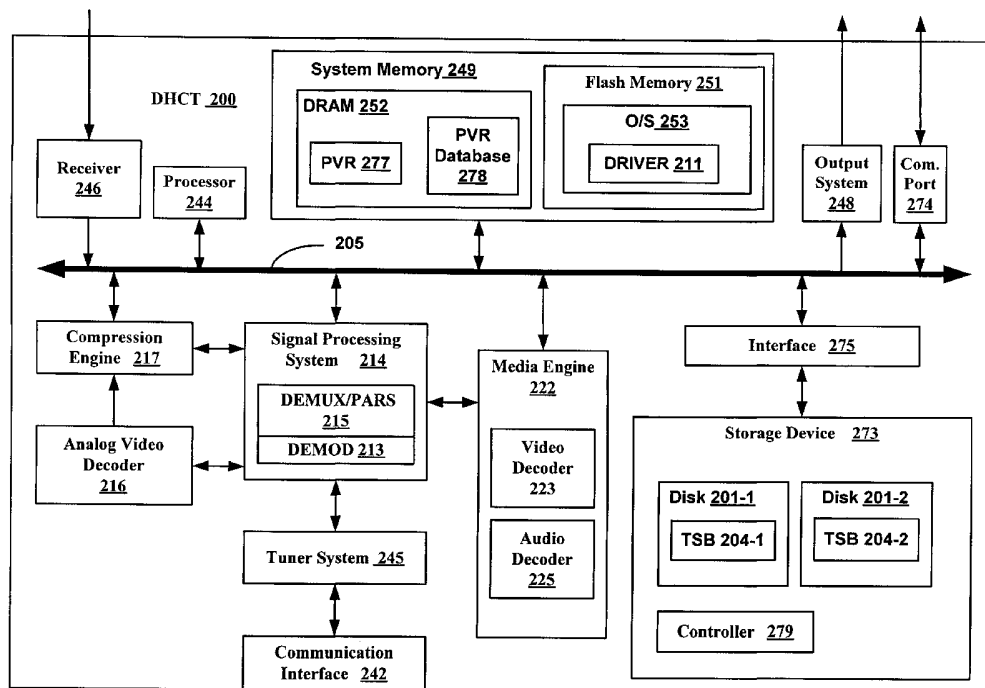 System Memory 249
Flash Memory 251
DHCT 200
DRAM 252
O/S 253
PVR
Database
278
PVR 277
DRIVER 211
Receiver
246
Processor
244
Output
System
248
Com.
Port
274
205
Compression
Engine 217
Signal Processing
System 214
DEMUX/PARS
215
DEMOD 213
Analog Video
Decoder
216
Media Engine
222
Video
Decoder
223
Audio
Decoder
225
Interface 275
Storage Device 273
Disk 201-1
TSB 204-1
Disk 201-2
TSB 204-2
Controller 279
Tuner System 245
Communication
Interface 242